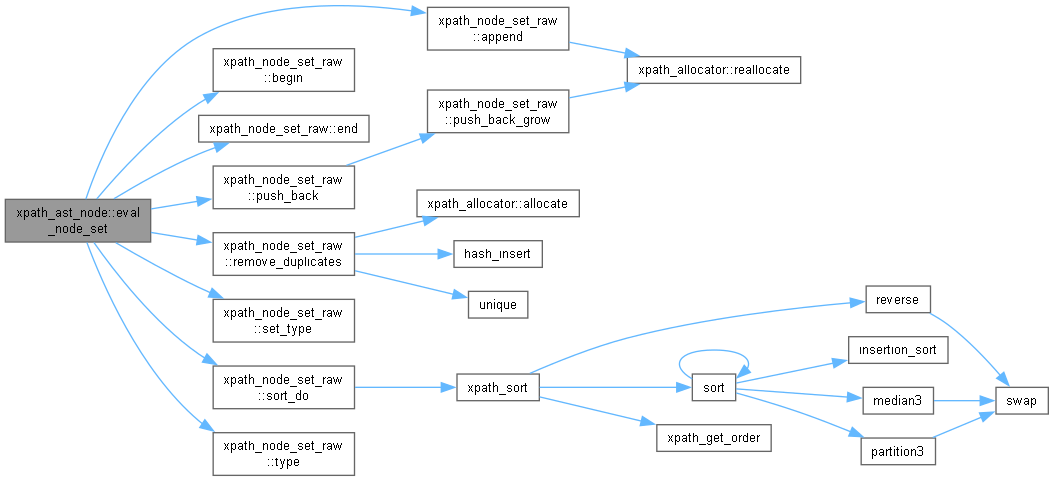 xpath_node_set_raw
::append
xpath_node_set_raw
::begin
xpath_allocator::reallocate
xpath_node_set_raw
::push_back_grow
xpath_node_set_raw::end
xpath_node_set_raw
::push_back
xpath_ast_node::eval
_node_set
xpath_allocator::allocate
xpath_node_set_raw
::remove_duplicates
hash_insert
unique
reverse
xpath_node_set_raw
::set_type
insertion_sort
xpath_node_set_raw
::sort_do
xpath_sort
sort
median3
swap
xpath_get_order
partition3
xpath_node_set_raw
::type